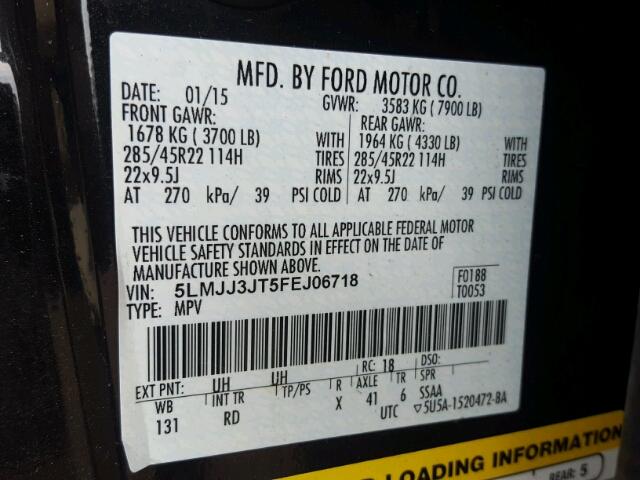 MFD. BY FORD MOTOR CO.
DATE: 01/15 GVWR: 3583 KG ( 7900 LB)
FRONT GAWR: REAR GAWR:
1678 KG ( 3700 LB) 1964 KG ( 4330 LB) WITH
285/45R22 114H TIRES 285/45R22 114H TIRES
22x9.5J RIMS 22x9.5J RIMS
AT 270 kPa/ 39 PSI COLD AT 270 kPa/ 39 PSI COLD
THIS VEHICLE CONFORMS TO ALL APPLICABLE FEDERAL MOTOR
VEHICLE SAFETY STANDARDS IN EFFECT ON THE DATE OF
MANUFACTURE SHOWN ABOVE.
VIN: 5LMJJ3JT5FEJ06718 F0188
TYPE: MPV T0053
EXT PNT: UH UH RC: 18 DSO:
WB INT TR TP/PS R AXLE TR SPR
131 RD X 41 6 SSAA
UTC ▽5U5A-1520472-BA
LOADING INFORMATION
REAR: 5